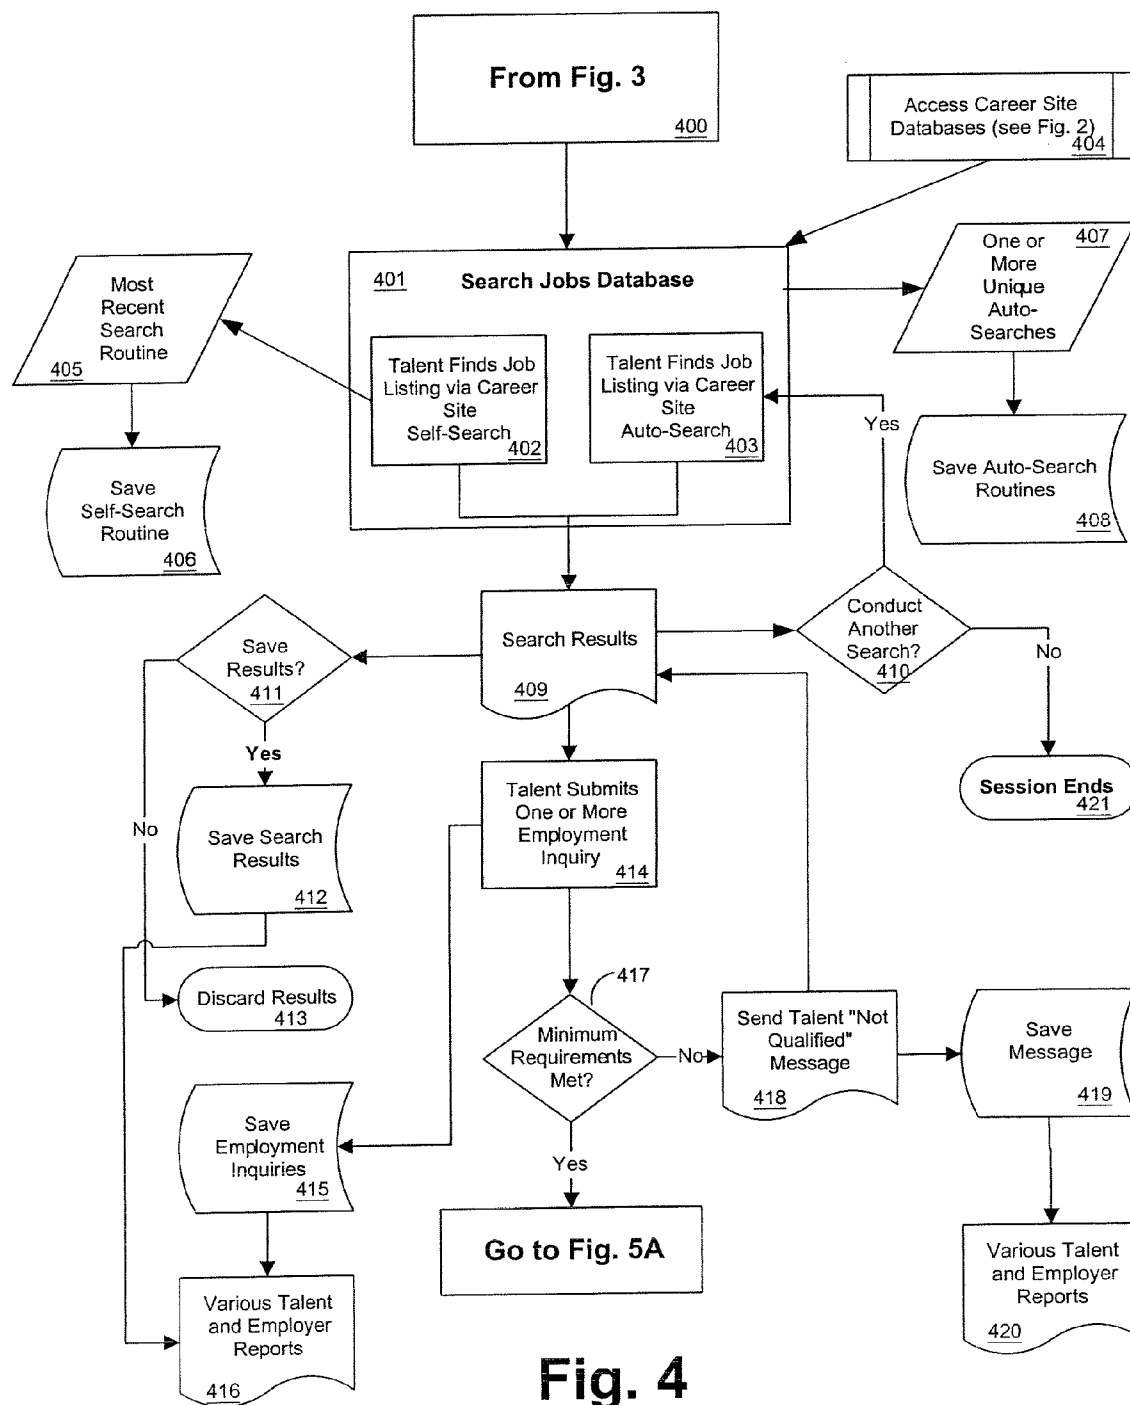 From Fig. 3
400
Access Career Site
Databases (see Fig. 2)
404
401
Search Jobs Database
407
One or
More
Unique
Auto-
Searches
Most
Recent
Search
Routine
405
Talent Finds Job
Listing via Career
Site
Self-Search
402
Talent Finds Job
Listing via Career
Site
Auto-Search
403
Yes
Save
Self-Search
Routine
406
Save Auto-Search
Routines
408
Save
Results?
411
Search Results
409
Conduct
Another
Search?
410
No
Yes
No
Save Search
Results
412
Talent Submits
One or More
Employment
Inquiry
414
Session Ends
421
Discard Results
413
417
Minimum
Requirements
Met?
No
Send Talent "Not
Qualified"
Message
418
Save
Message
419
Save
Employment
Inquiries
415
Yes
Go to Fig. 5A
Various Talent
and Employer
Reports
416
Various Talent
and Employer
Reports
420
Fig. 4